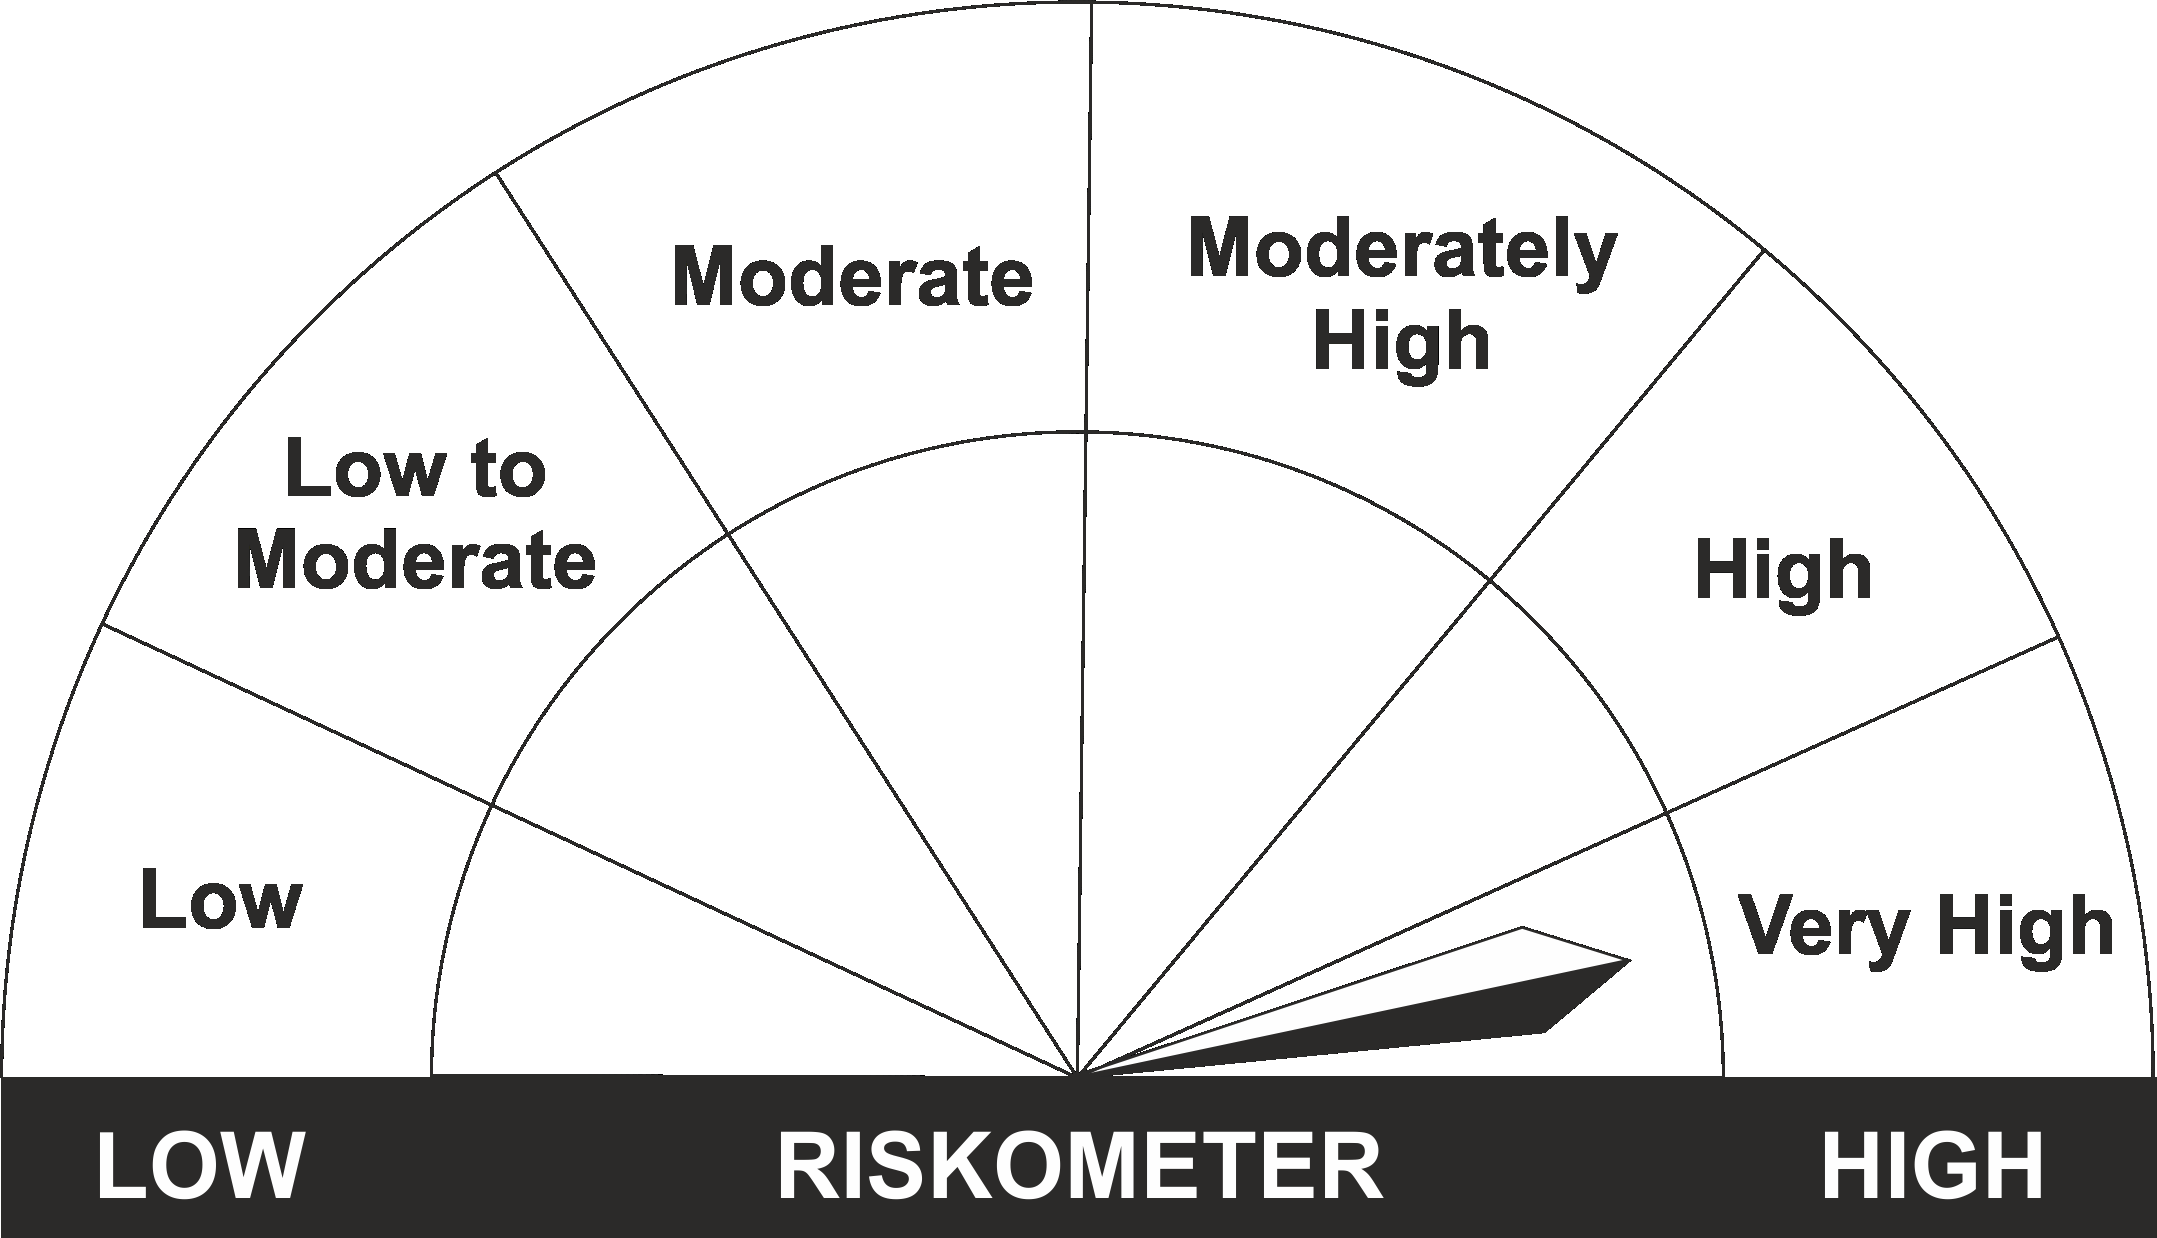 Low
Low to
Moderate
Moderate
Moderately
High
High
Very High
LOW
RISKOMETER
HIGH